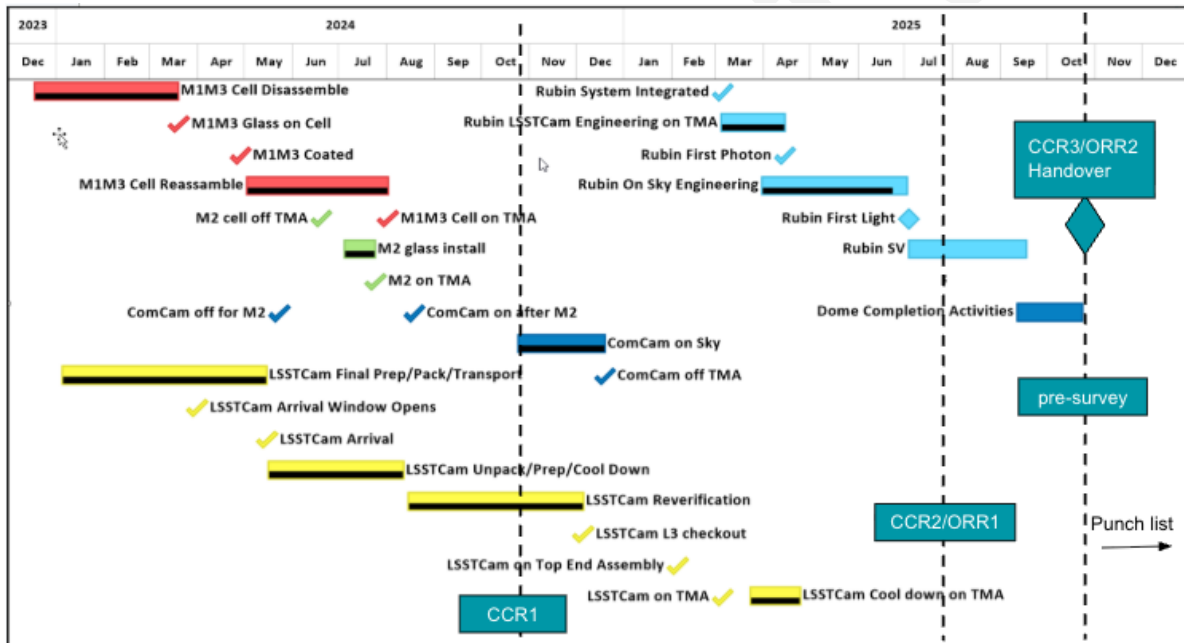 2023 2024 2025
Dec Jan Feb Mar Apr May Jun Jul Aug Sep Oct Nov Dec Jan Feb Mar Apr May Jun Jul Aug Sep Oct Nov Dec
M1M3 Cell Disassemble Rubin System Integrated
M1M3 Glass on Cell Rubin LSSTCam Engineering on TMA
M1M3 Coated Rubin First Photon
CCR3/ORR2
Handover
M1M3 Cell Reassamble Rubin On Sky Engineering
M2 cell off TMA M1M3 Cell on TMA Rubin First Light
M2 glass install Rubin SV
M2 on TMA
ComCam off for M2 ComCam on after M2 Dome Completion Activities
ComCam on Sky
LSSTCam Final Prep/Pack/Transport ComCam off TMA
pre-survey
LSSTCam Arrival Window Opens
LSSTCam Arrival
LSSTCam Unpack/Prep/Cool Down
LSSTCam Reverification
CCR2/ORR1
Punch list
LSSTCam L3 checkout
LSSTCam on Top End Assembly
LSSTCam on TMA LSSTCam Cool down on TMA
CCR1